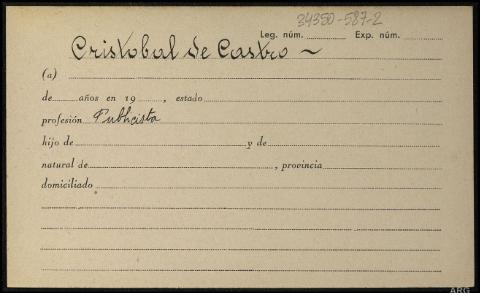 34350-587-2
Leg. núm. Exp. núm.
Cristobal de Castro
(a)
de años en 19 , estado
profesión Publicista
hijo de y de
natural de , provincia
domiciliado
ARG